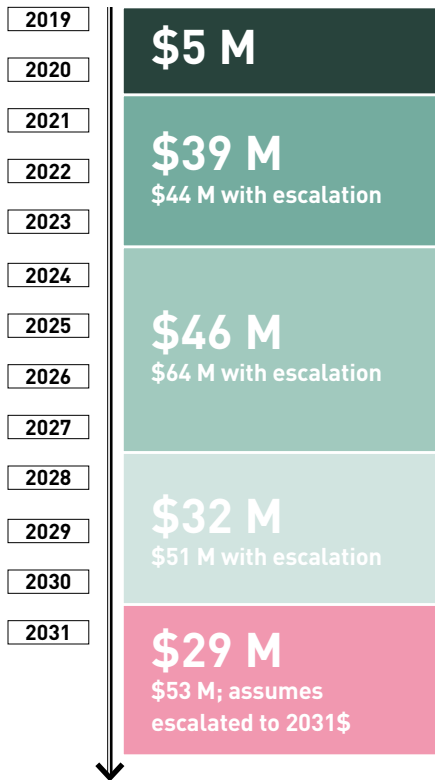 2019
2020
2021
2022
2023
2024
2025
2026
2027
2028
2029
2030
2031
$5 M
$39 M
$44 M with escalation
$46 M
$64 M with escalation
$32 M
$51 M with escalation
$29 M
$53 M; assumes
escalated to 2031$